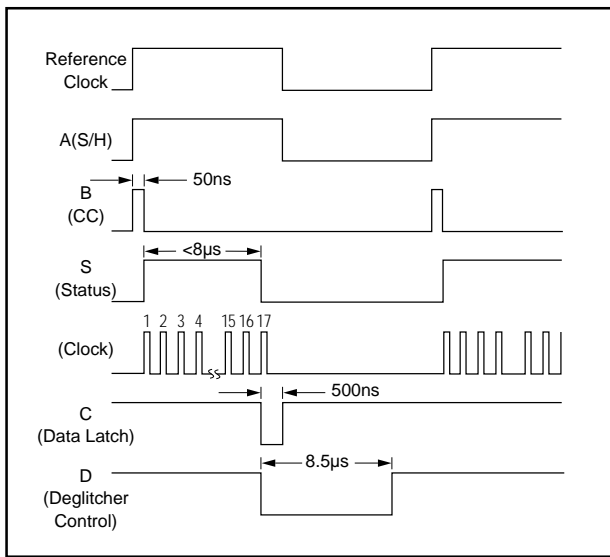 Reference
Clock
A(S/H)
50ns
B
(CC)
<8µs
S
(Status)
1 2 3 4 15 16 17
(Clock)
500ns
C
(Data Latch)
8.5µs
D
(Deglitcher
Control)